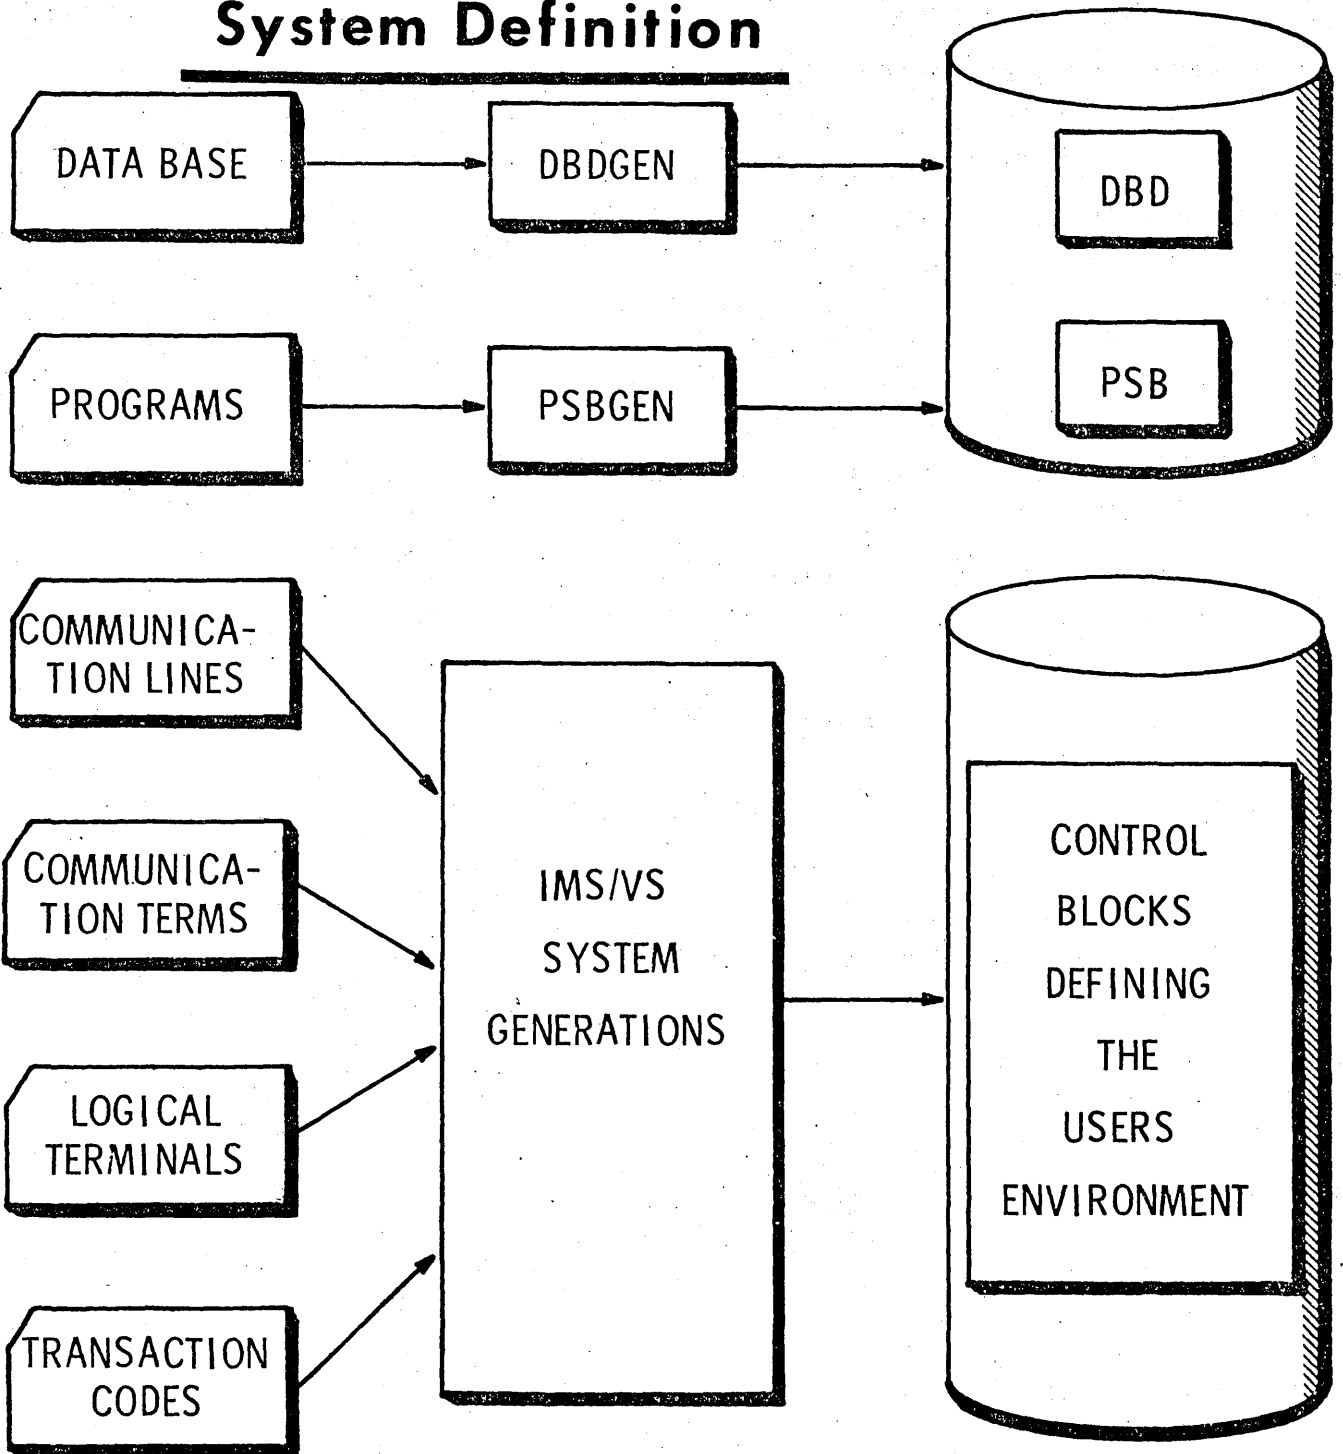 System Definition
DATA BASE
DBDGEN
DBD
PROGRAMS
PSBGEN
PSB
COMMUNICA-
TION LINES
COMMUNICA-
TION TERMS
LOGICAL
TERMINALS
TRANSACTION
CODES
IMS/VS
SYSTEM
GENERATIONS
CONTROL
BLOCKS
DEFINING
THE
USERS
ENVIRONMENT